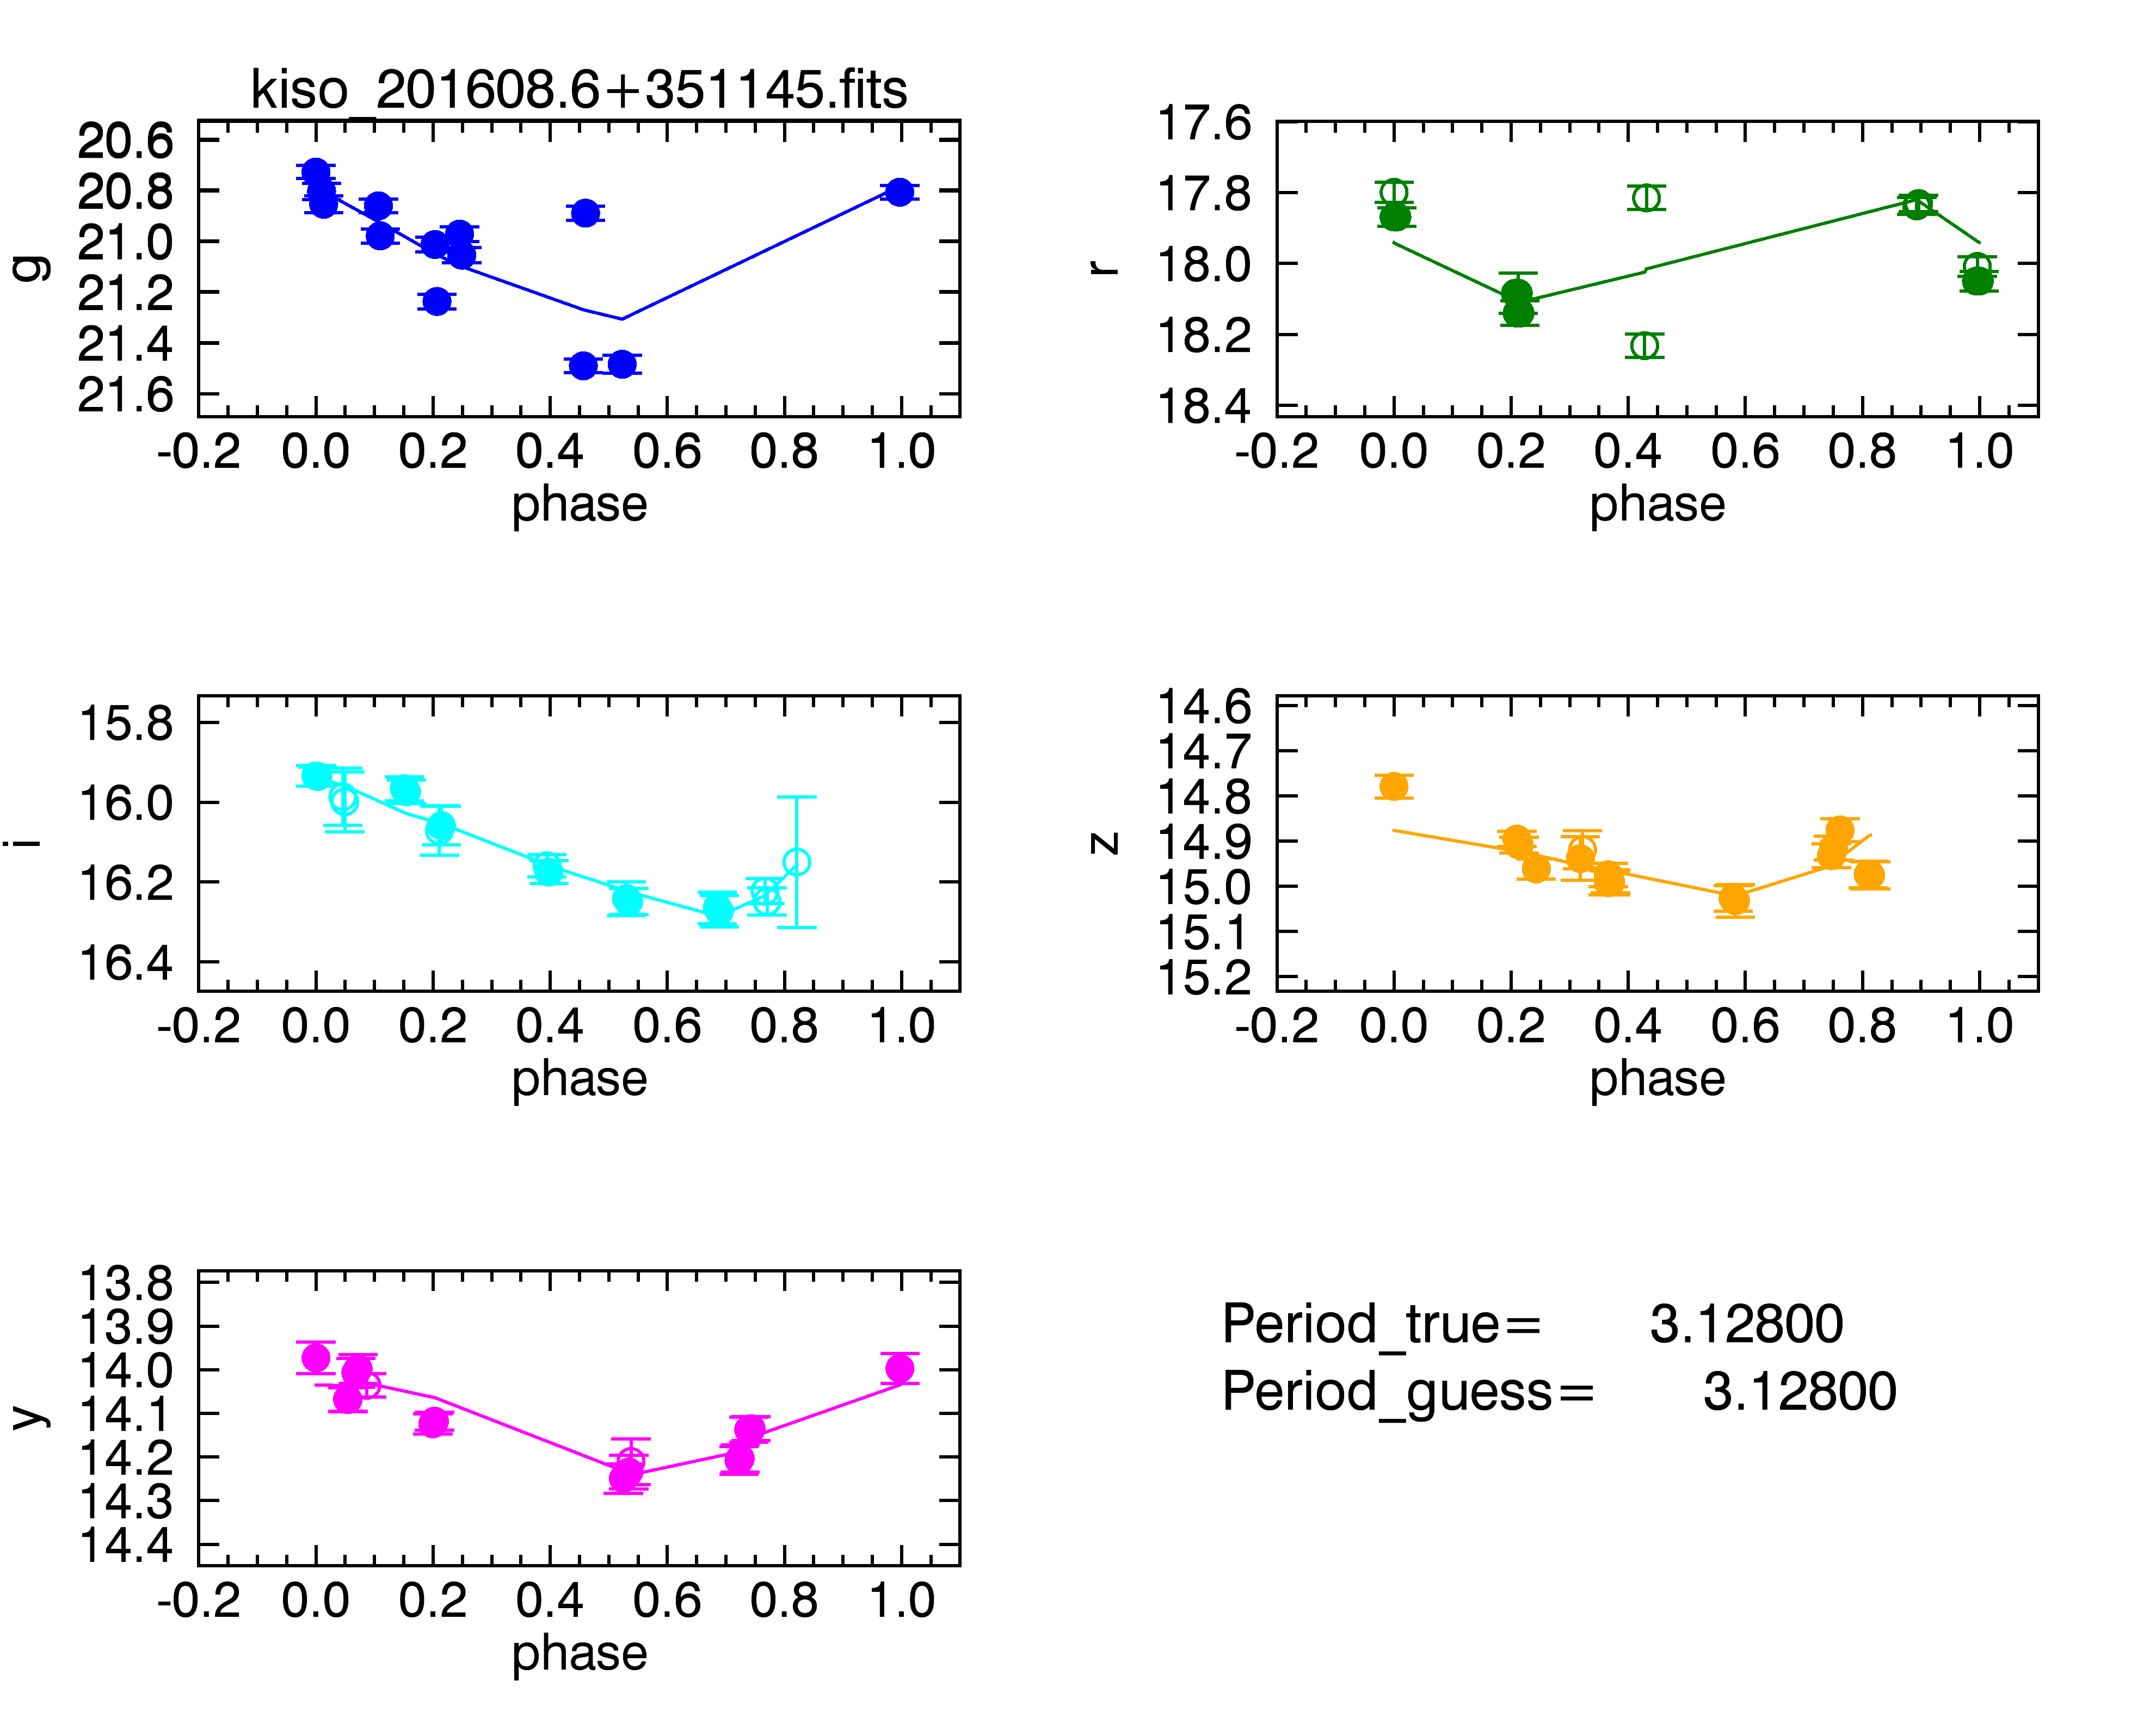 kiso_201608.6+351145.fits
20.6
20.8
21.0
21.2
21.4
21.6
g
-0.2 0.0 0.2 0.4 0.6 0.8 1.0
phase
17.6
17.8
18.0
18.2
18.4
r
-0.2 0.0 0.2 0.4 0.6 0.8 1.0
phase
15.8
16.0
16.2
16.4
i
-0.2 0.0 0.2 0.4 0.6 0.8 1.0
phase
14.6
14.7
14.8
14.9
15.0
15.1
15.2
z
-0.2 0.0 0.2 0.4 0.6 0.8 1.0
phase
13.8
13.9
14.0
14.1
14.2
14.3
14.4
y
-0.2 0.0 0.2 0.4 0.6 0.8 1.0
phase
Period_true= 3.12800
Period_guess= 3.12800